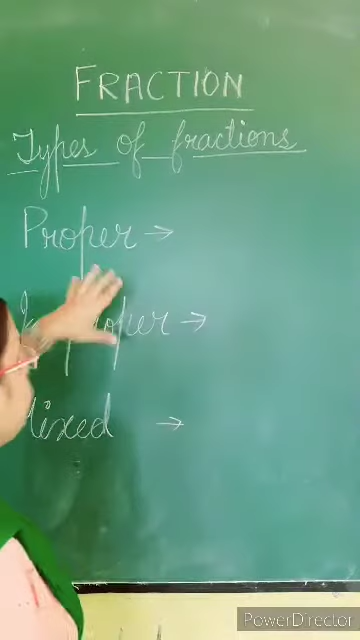 FRACTION
Types of fractions
Proper →
→
→
PowerDirector